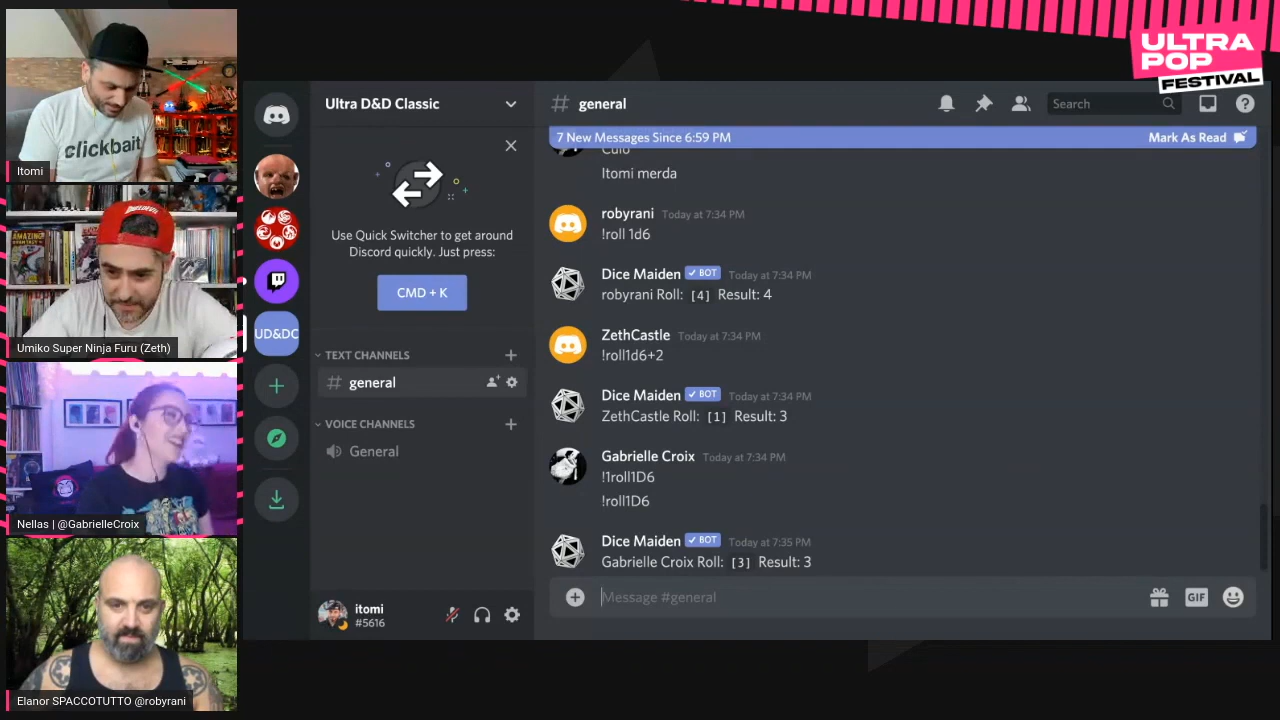 ULTRA
POP
FESTIVAL
clickbait
Itomi
DAREDEVIL
AMAZING
Umiko Super Ninja Furu (Zeth)
Nellas | @GabrielleCroix
Elanor SPACCOTUTTO @robyrani
UD&DC
Ultra D&D Classic
Use Quick Switcher to get around
Discord quickly. Just press:
CMD + K
TEXT CHANNELS
# general
VOICE CHANNELS
General
itomi
#5616
# general
Search
7 New Messages Since 6:59 PM
Mark As Read
Culo
Itomi merda
robyrani Today at 7:34 PM
!roll 1d6
Dice Maiden BOT Today at 7:34 PM
robyrani Roll: [4] Result: 4
ZethCastle Today at 7:34 PM
!roll1d6+2
Dice Maiden BOT Today at 7:34 PM
ZethCastle Roll: [1] Result: 3
Gabrielle Croix Today at 7:34 PM
!1roll1D6
!roll1D6
Dice Maiden BOT Today at 7:35 PM
Gabrielle Croix Roll: [3] Result: 3
Message #general
GIF